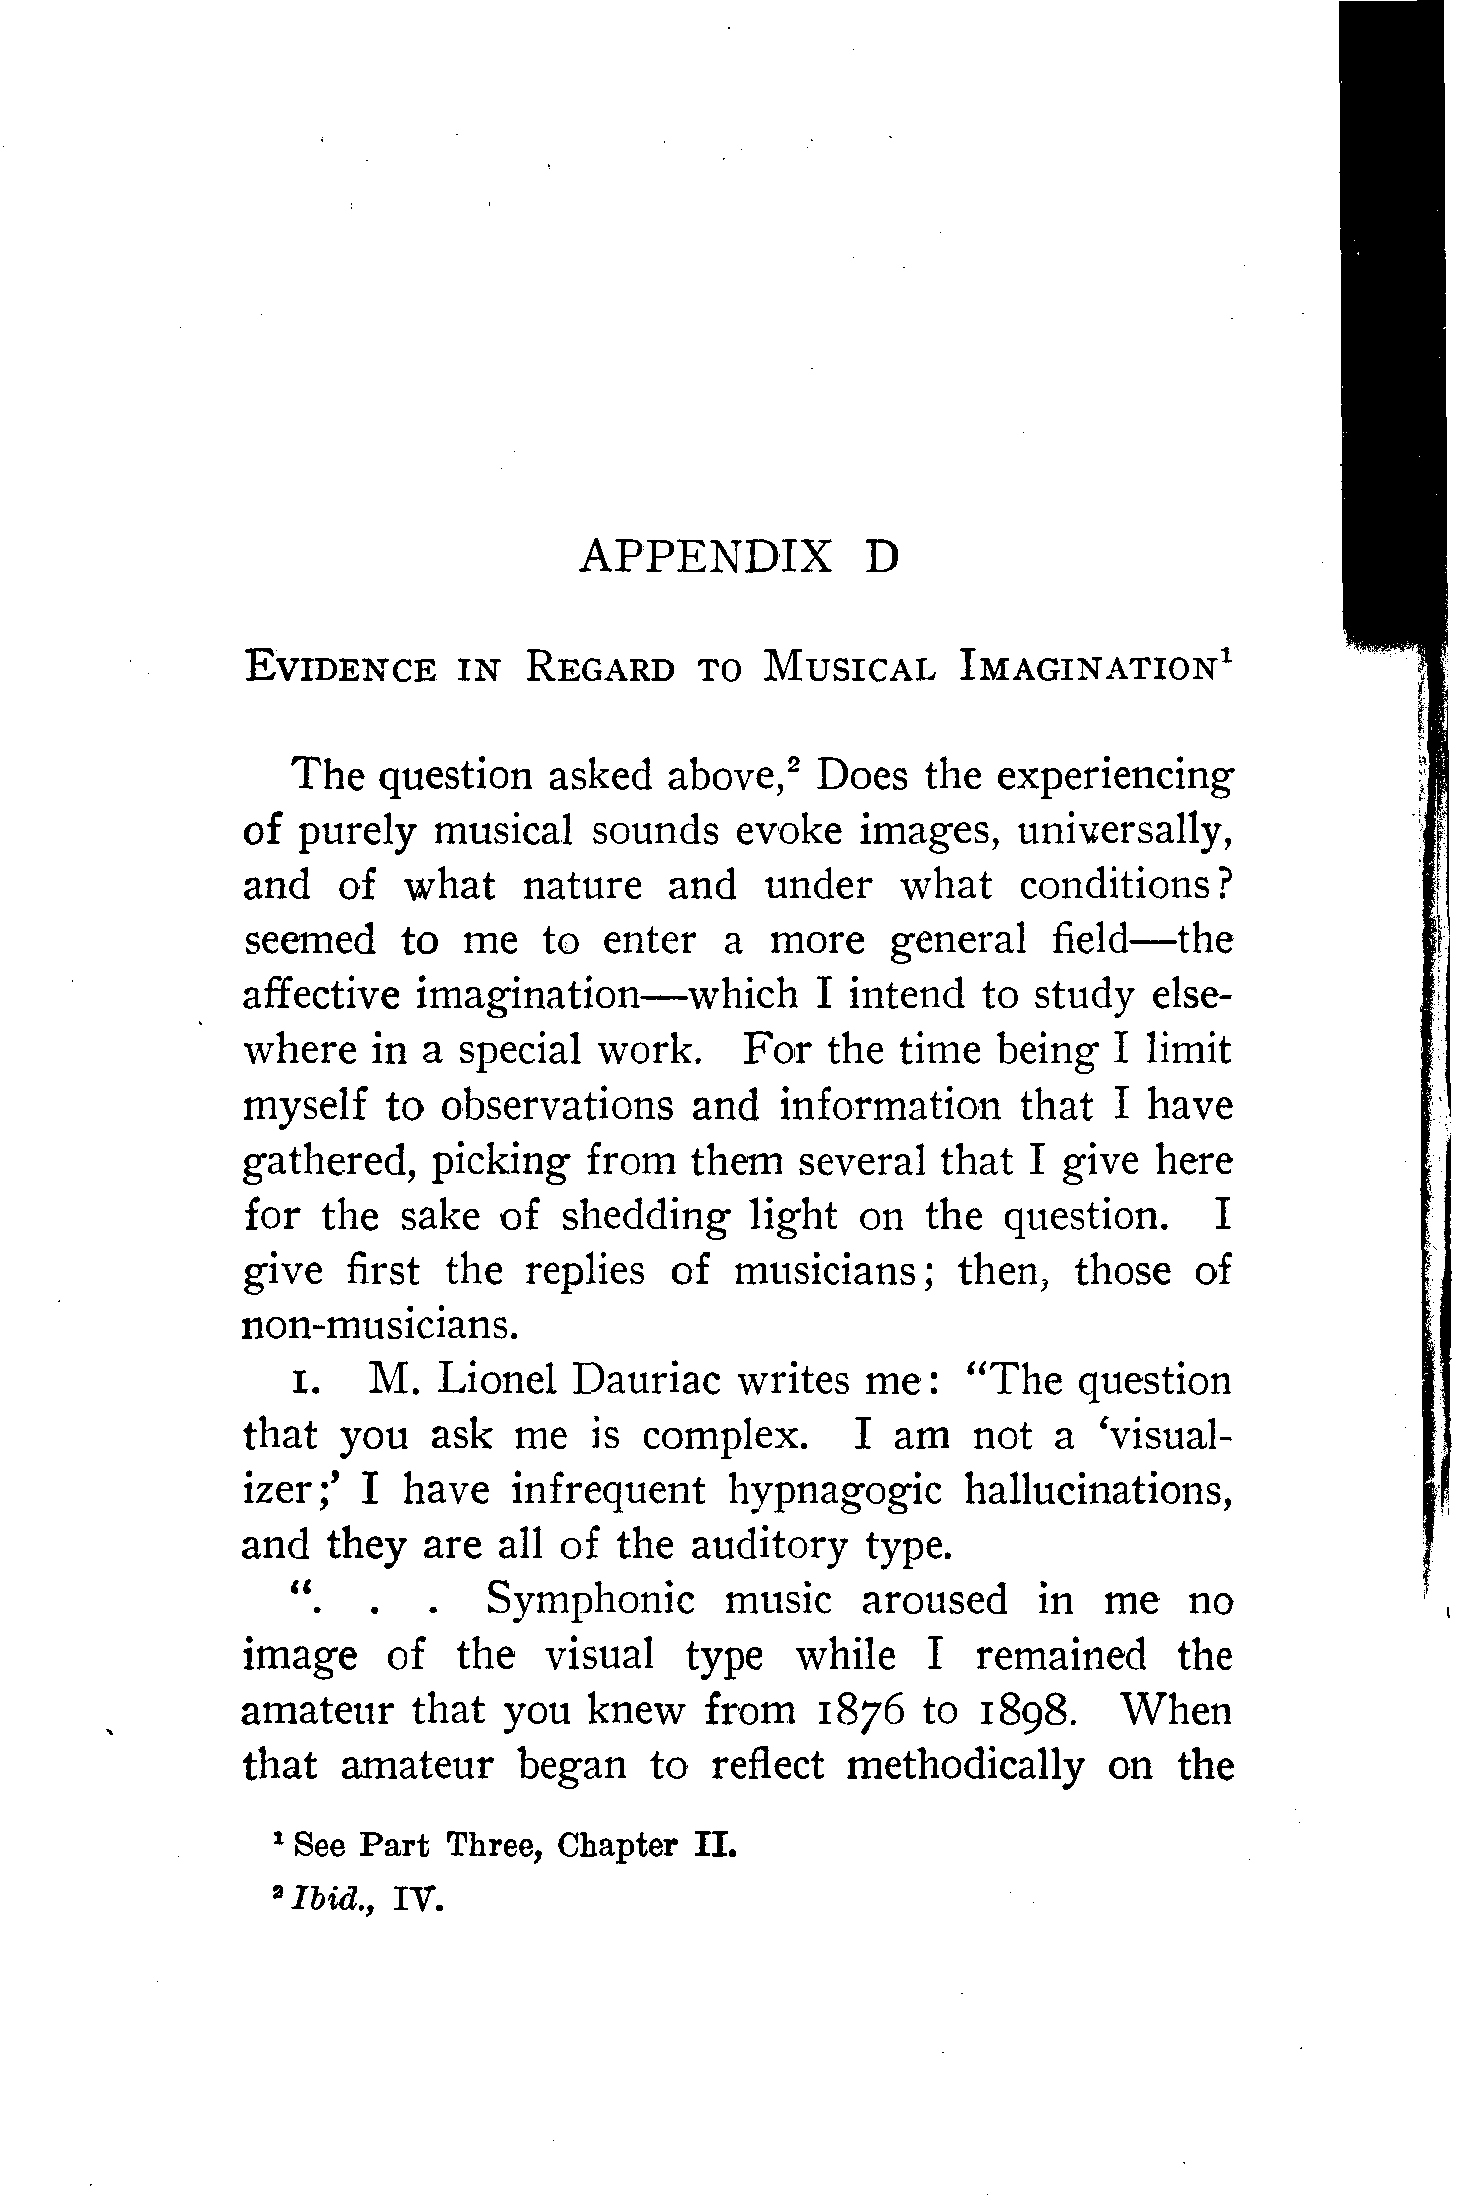 APPENDIX D
EVIDENCE IN REGARD TO MUSICAL IMAGINATION¹
The question asked above,² Does the experiencing
of purely musical sounds evoke images, universally,
and of what nature and under what conditions?
seemed to me to enter a more general field—the
affective imagination—which I intend to study else-
where in a special work. For the time being I limit
myself to observations and information that I have
gathered, picking from them several that I give here
for the sake of shedding light on the question. I
give first the replies of musicians; then, those of
non-musicians.
1. M. Lionel Dauriac writes me: “The question
that you ask me is complex. I am not a ‘visual-
izer;’ I have infrequent hypnagogic hallucinations,
and they are all of the auditory type.
“. . . Symphonic music aroused in me no
image of the visual type while I remained the
amateur that you knew from 1876 to 1898. When
that amateur began to reflect methodically on the
¹ See Part Three, Chapter II.
² Ibid., IV.